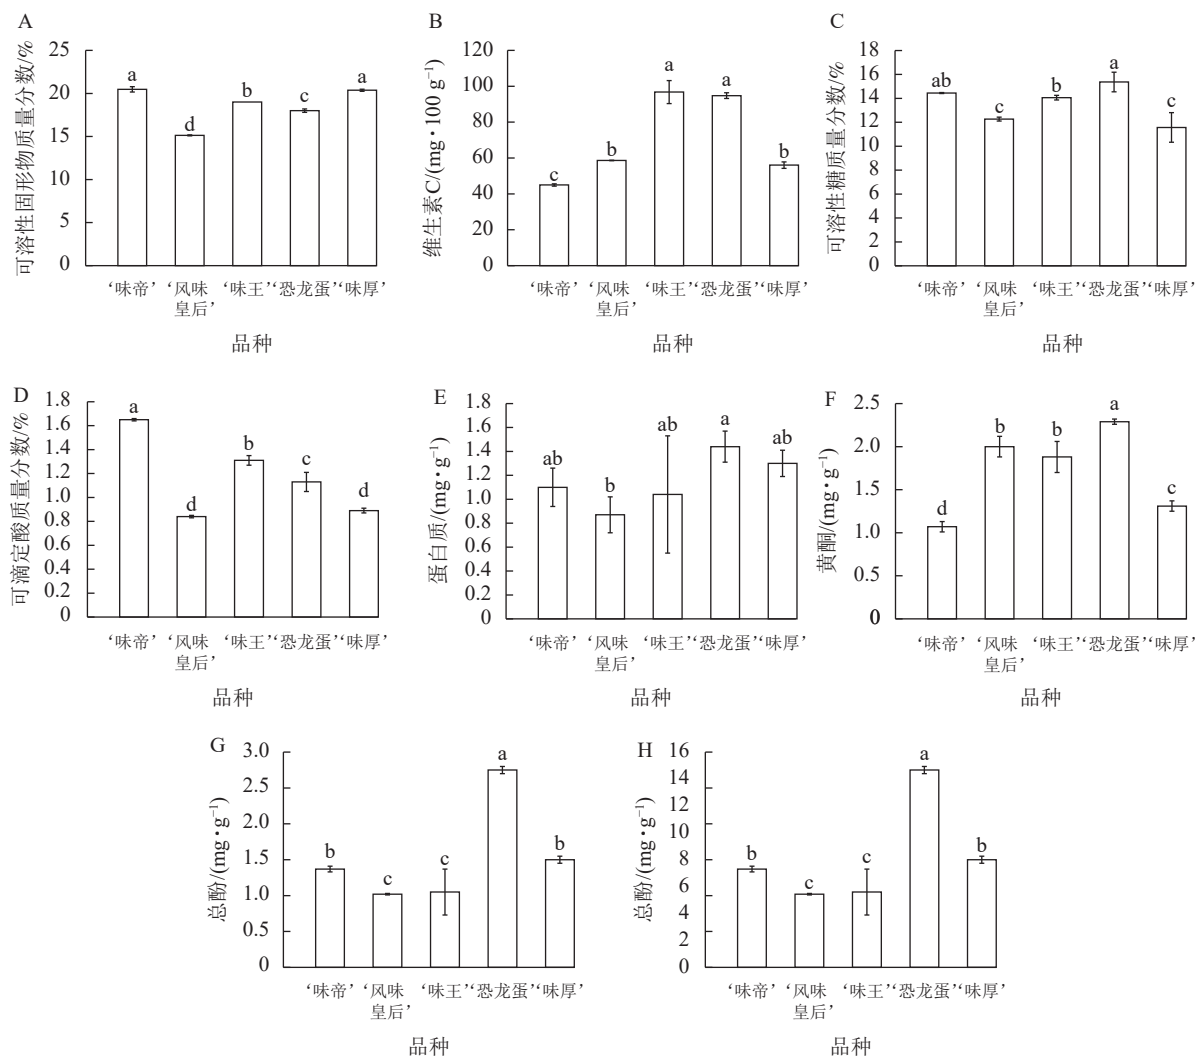 A
可溶性固形物质量分数/%
25
20
15
10
5
0
a
d
b
c
a
‘味帝’ ‘风味皇后’ ‘味王’ ‘恐龙蛋’ ‘味厚’
品种
B
维生素C/(mg·100 g⁻¹)
120
100
80
60
40
20
0
c
b
a
a
b
‘味帝’ ‘风味皇后’ ‘味王’ ‘恐龙蛋’ ‘味厚’
品种
C
可溶性糖质量分数/%
18
16
14
12
10
8
6
4
2
0
ab
c
b
a
c
‘味帝’ ‘风味皇后’ ‘味王’ ‘恐龙蛋’ ‘味厚’
品种
D
可滴定酸质量分数/%
1.8
1.6
1.4
1.2
1.0
0.8
0.6
0.4
0.2
0
a
d
b
c
d
‘味帝’ ‘风味皇后’ ‘味王’ ‘恐龙蛋’ ‘味厚’
品种
E
蛋白质/(mg·g⁻¹)
1.8
1.6
1.4
1.2
1.0
0.8
0.6
0.4
0.2
0
ab
b
ab
a
ab
‘味帝’ ‘风味皇后’ ‘味王’ ‘恐龙蛋’ ‘味厚’
品种
F
黄酮/(mg·g⁻¹)
2.5
2.0
1.5
1.0
0.5
0
d
b
b
a
c
‘味帝’ ‘风味皇后’ ‘味王’ ‘恐龙蛋’ ‘味厚’
品种
G
总酚/(mg·g⁻¹)
3.0
2.5
2.0
1.5
1.0
0.5
0
b
c
c
a
b
‘味帝’ ‘风味皇后’ ‘味王’ ‘恐龙蛋’ ‘味厚’
品种
H
总酚/(mg·g⁻¹)
16
14
12
10
8
6
4
2
0
b
c
c
a
b
‘味帝’ ‘风味皇后’ ‘味王’ ‘恐龙蛋’ ‘味厚’
品种